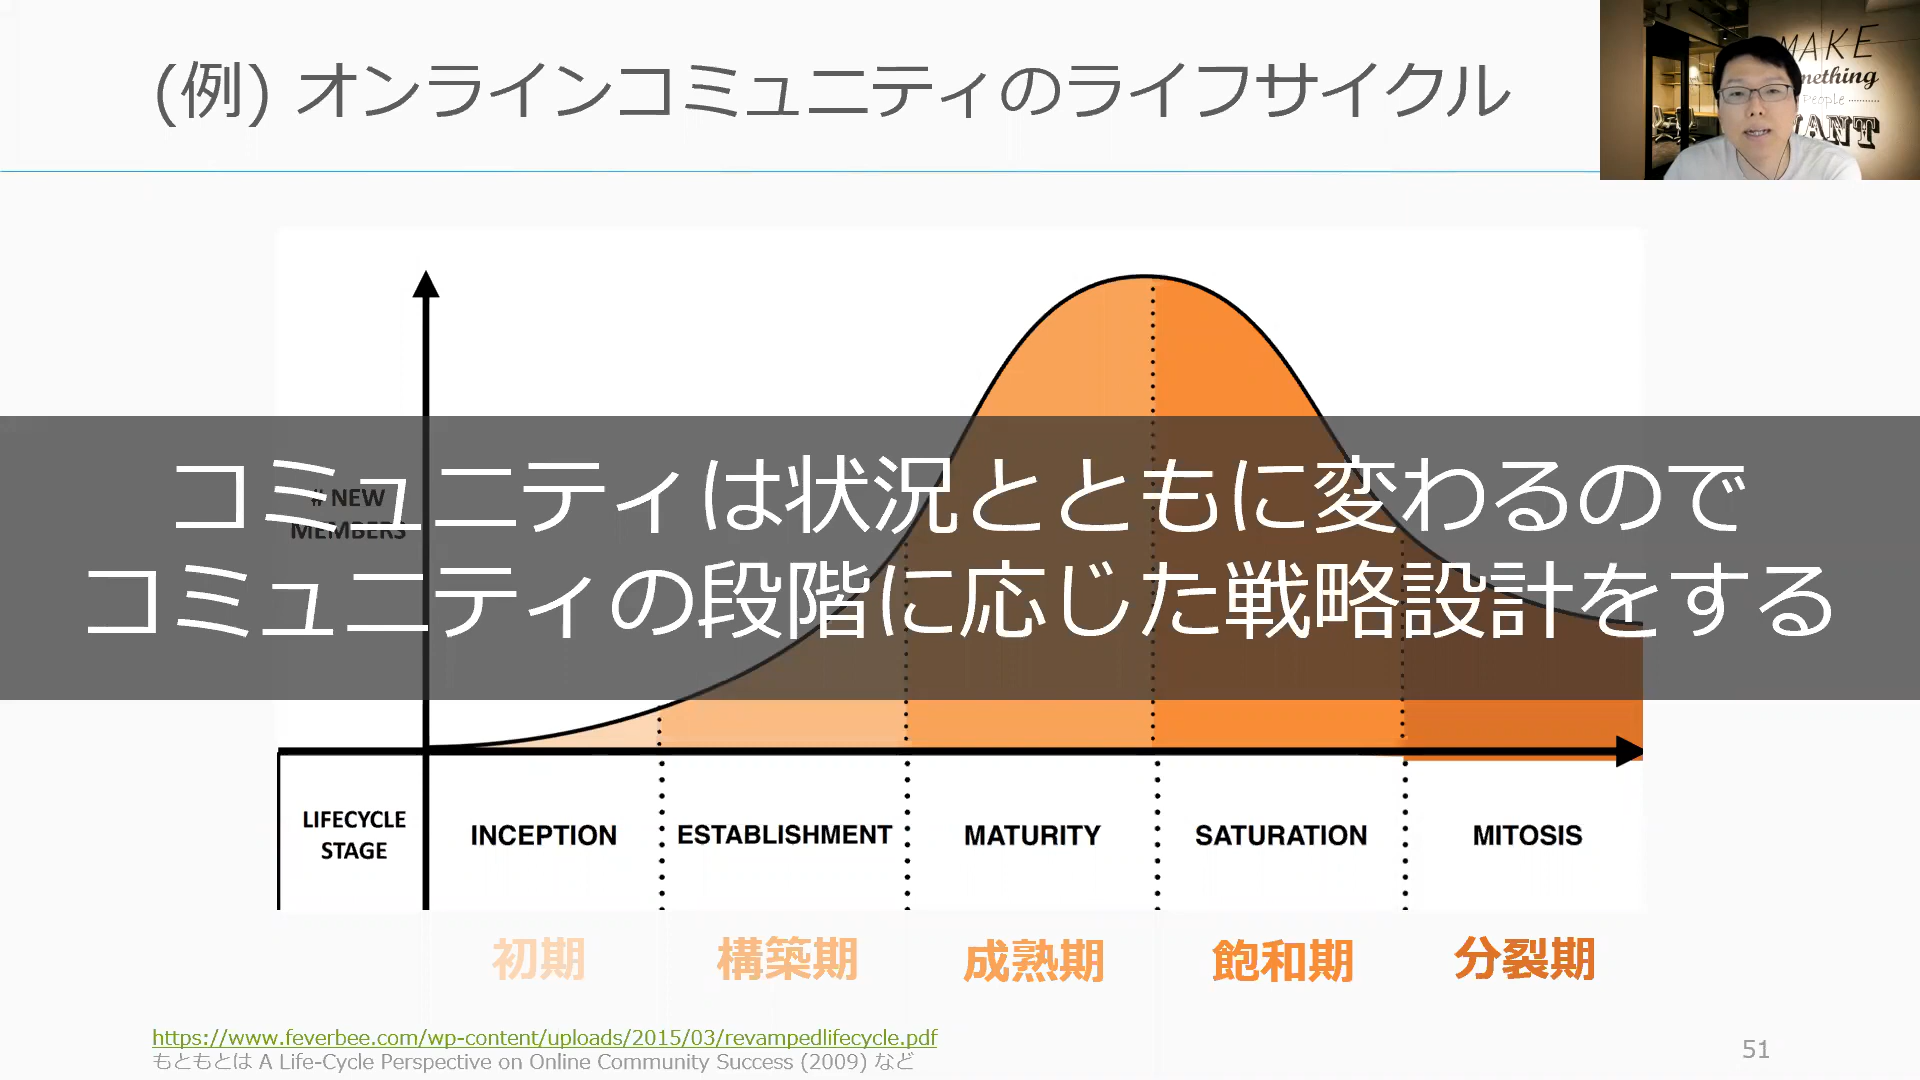 (例) オンラインコミュニティのライフサイクル
MAKE
mething
People
ANT
# NEW
MEMBERS
コミュニティは状況とともに変わるので
コミュニティの段階に応じた戦略設計をする
LIFECYCLE
STAGE
INCEPTION
ESTABLISHMENT
MATURITY
SATURATION
MITOSIS
初期
構築期
成熟期
飽和期
分裂期
https://www.feverbee.com/wp-content/uploads/2015/03/revampedlifecycle.pdf
もともとは A Life-Cycle Perspective on Online Community Success (2009) など
51